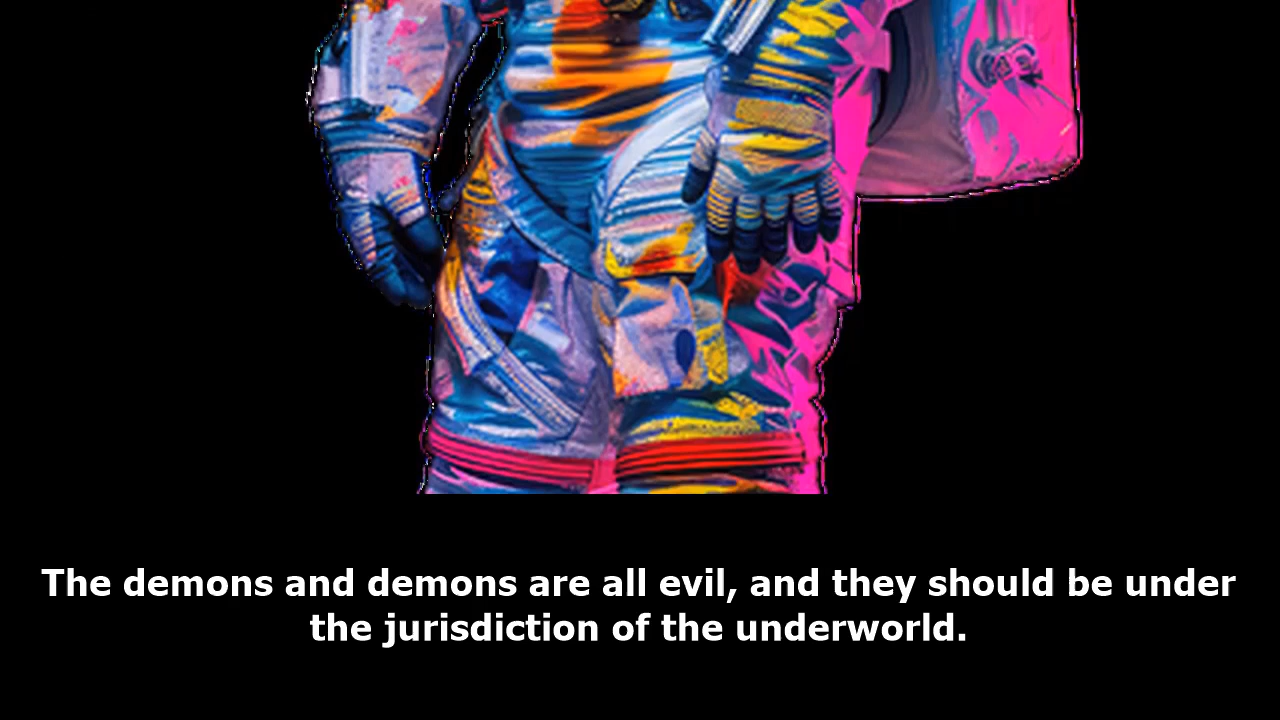 The demons and demons are all evil, and they should be under
the jurisdiction of the underworld.